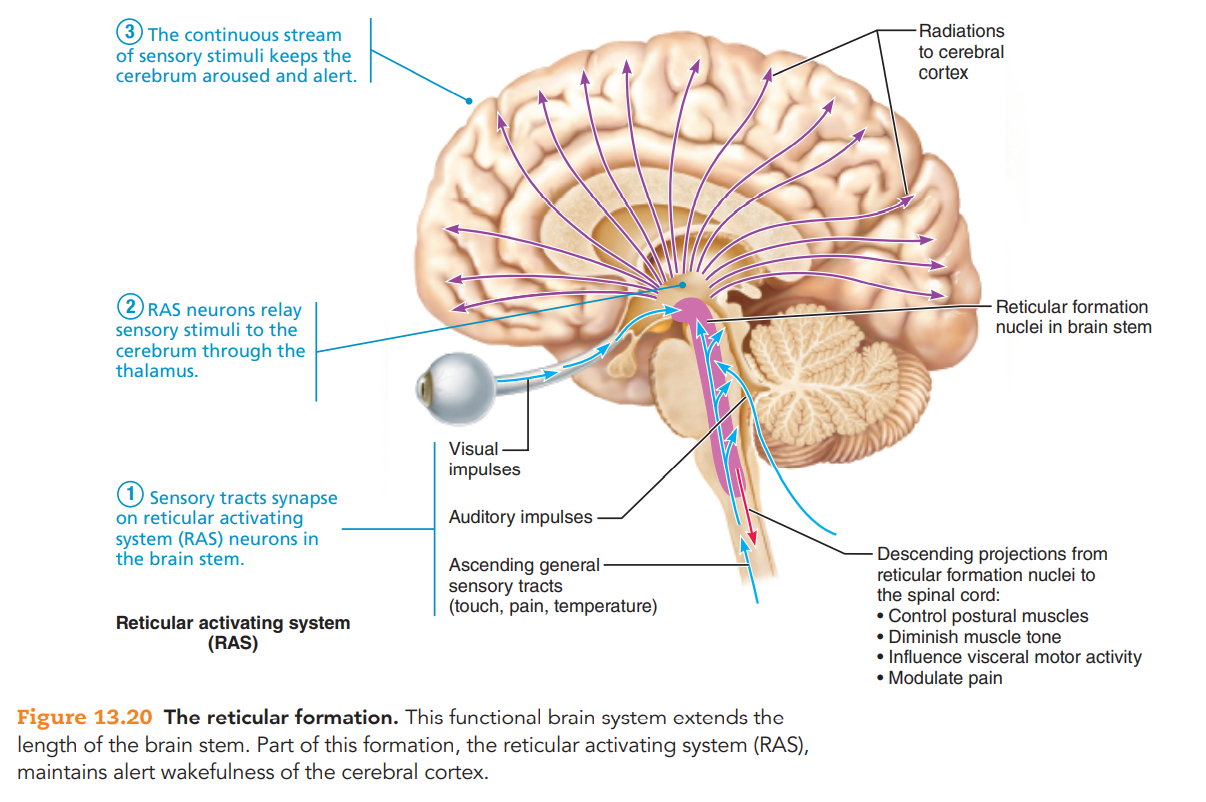 ③ The continuous stream
of sensory stimuli keeps the
cerebrum aroused and alert.
Radiations
to cerebral
cortex
② RAS neurons relay
sensory stimuli to the
cerebrum through the
thalamus.
Reticular formation
nuclei in brain stem
Visual
impulses
① Sensory tracts synapse
on reticular activating
system (RAS) neurons in
the brain stem.
Auditory impulses
Ascending general
sensory tracts
(touch, pain, temperature)
Descending projections from
reticular formation nuclei to
the spinal cord:
• Control postural muscles
• Diminish muscle tone
• Influence visceral motor activity
• Modulate pain
Reticular activating system
(RAS)
Figure 13.20 The reticular formation. This functional brain system extends the
length of the brain stem. Part of this formation, the reticular activating system (RAS),
maintains alert wakefulness of the cerebral cortex.